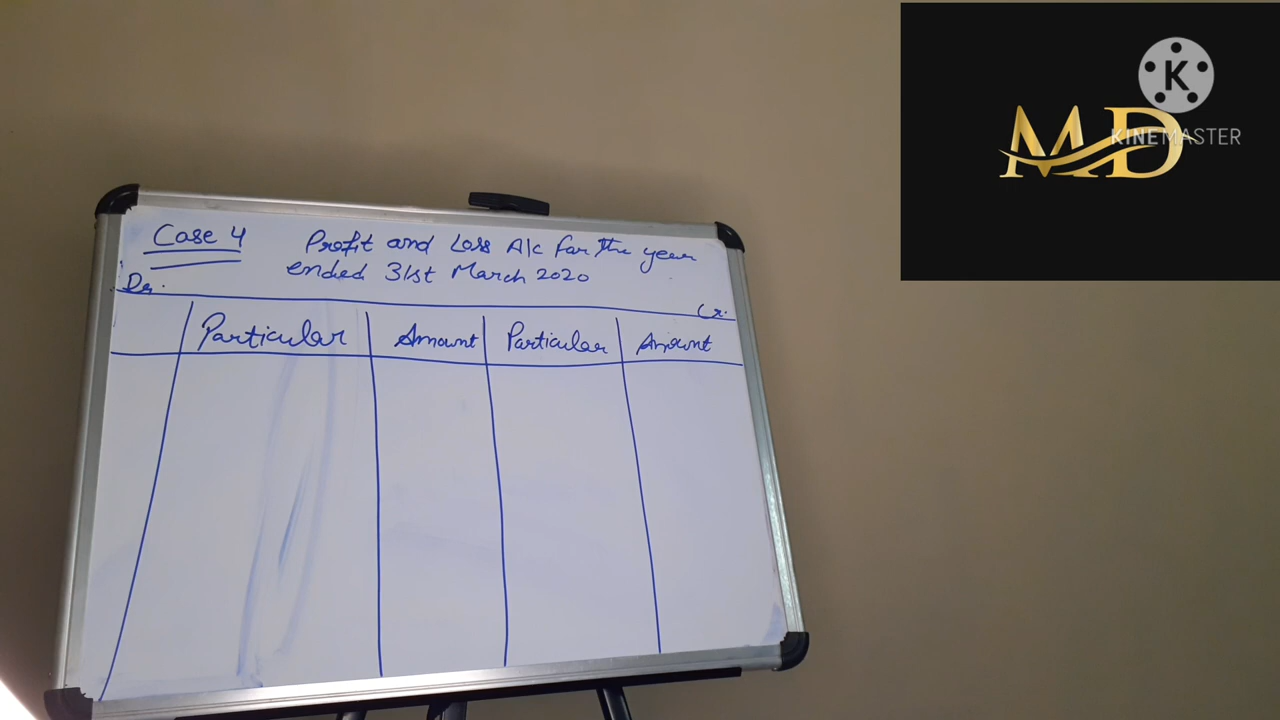 K
KINEMASTER
MD
Case 4
Profit and Loss A/c for the year
ended 31st March 2020
Dr.
Cr.
Particular
Amount
Particular
Amount